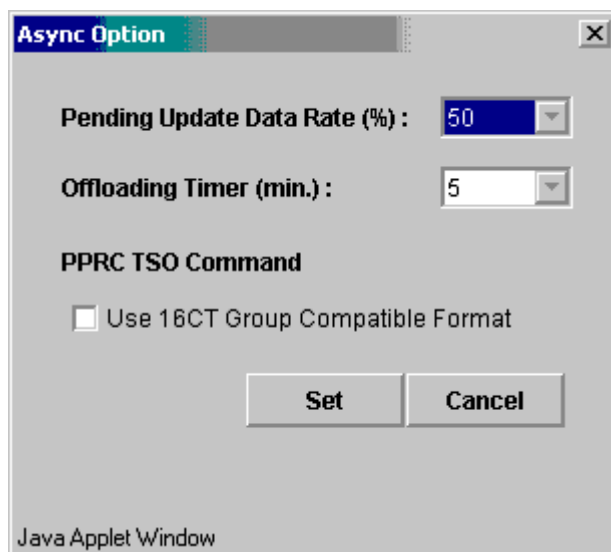 Async Option
Pending Update Data Rate (%) : 50
Offloading Timer (min.) : 5
PPRC TSO Command
Use 16CT Group Compatible Format
Set Cancel
Java Applet Window